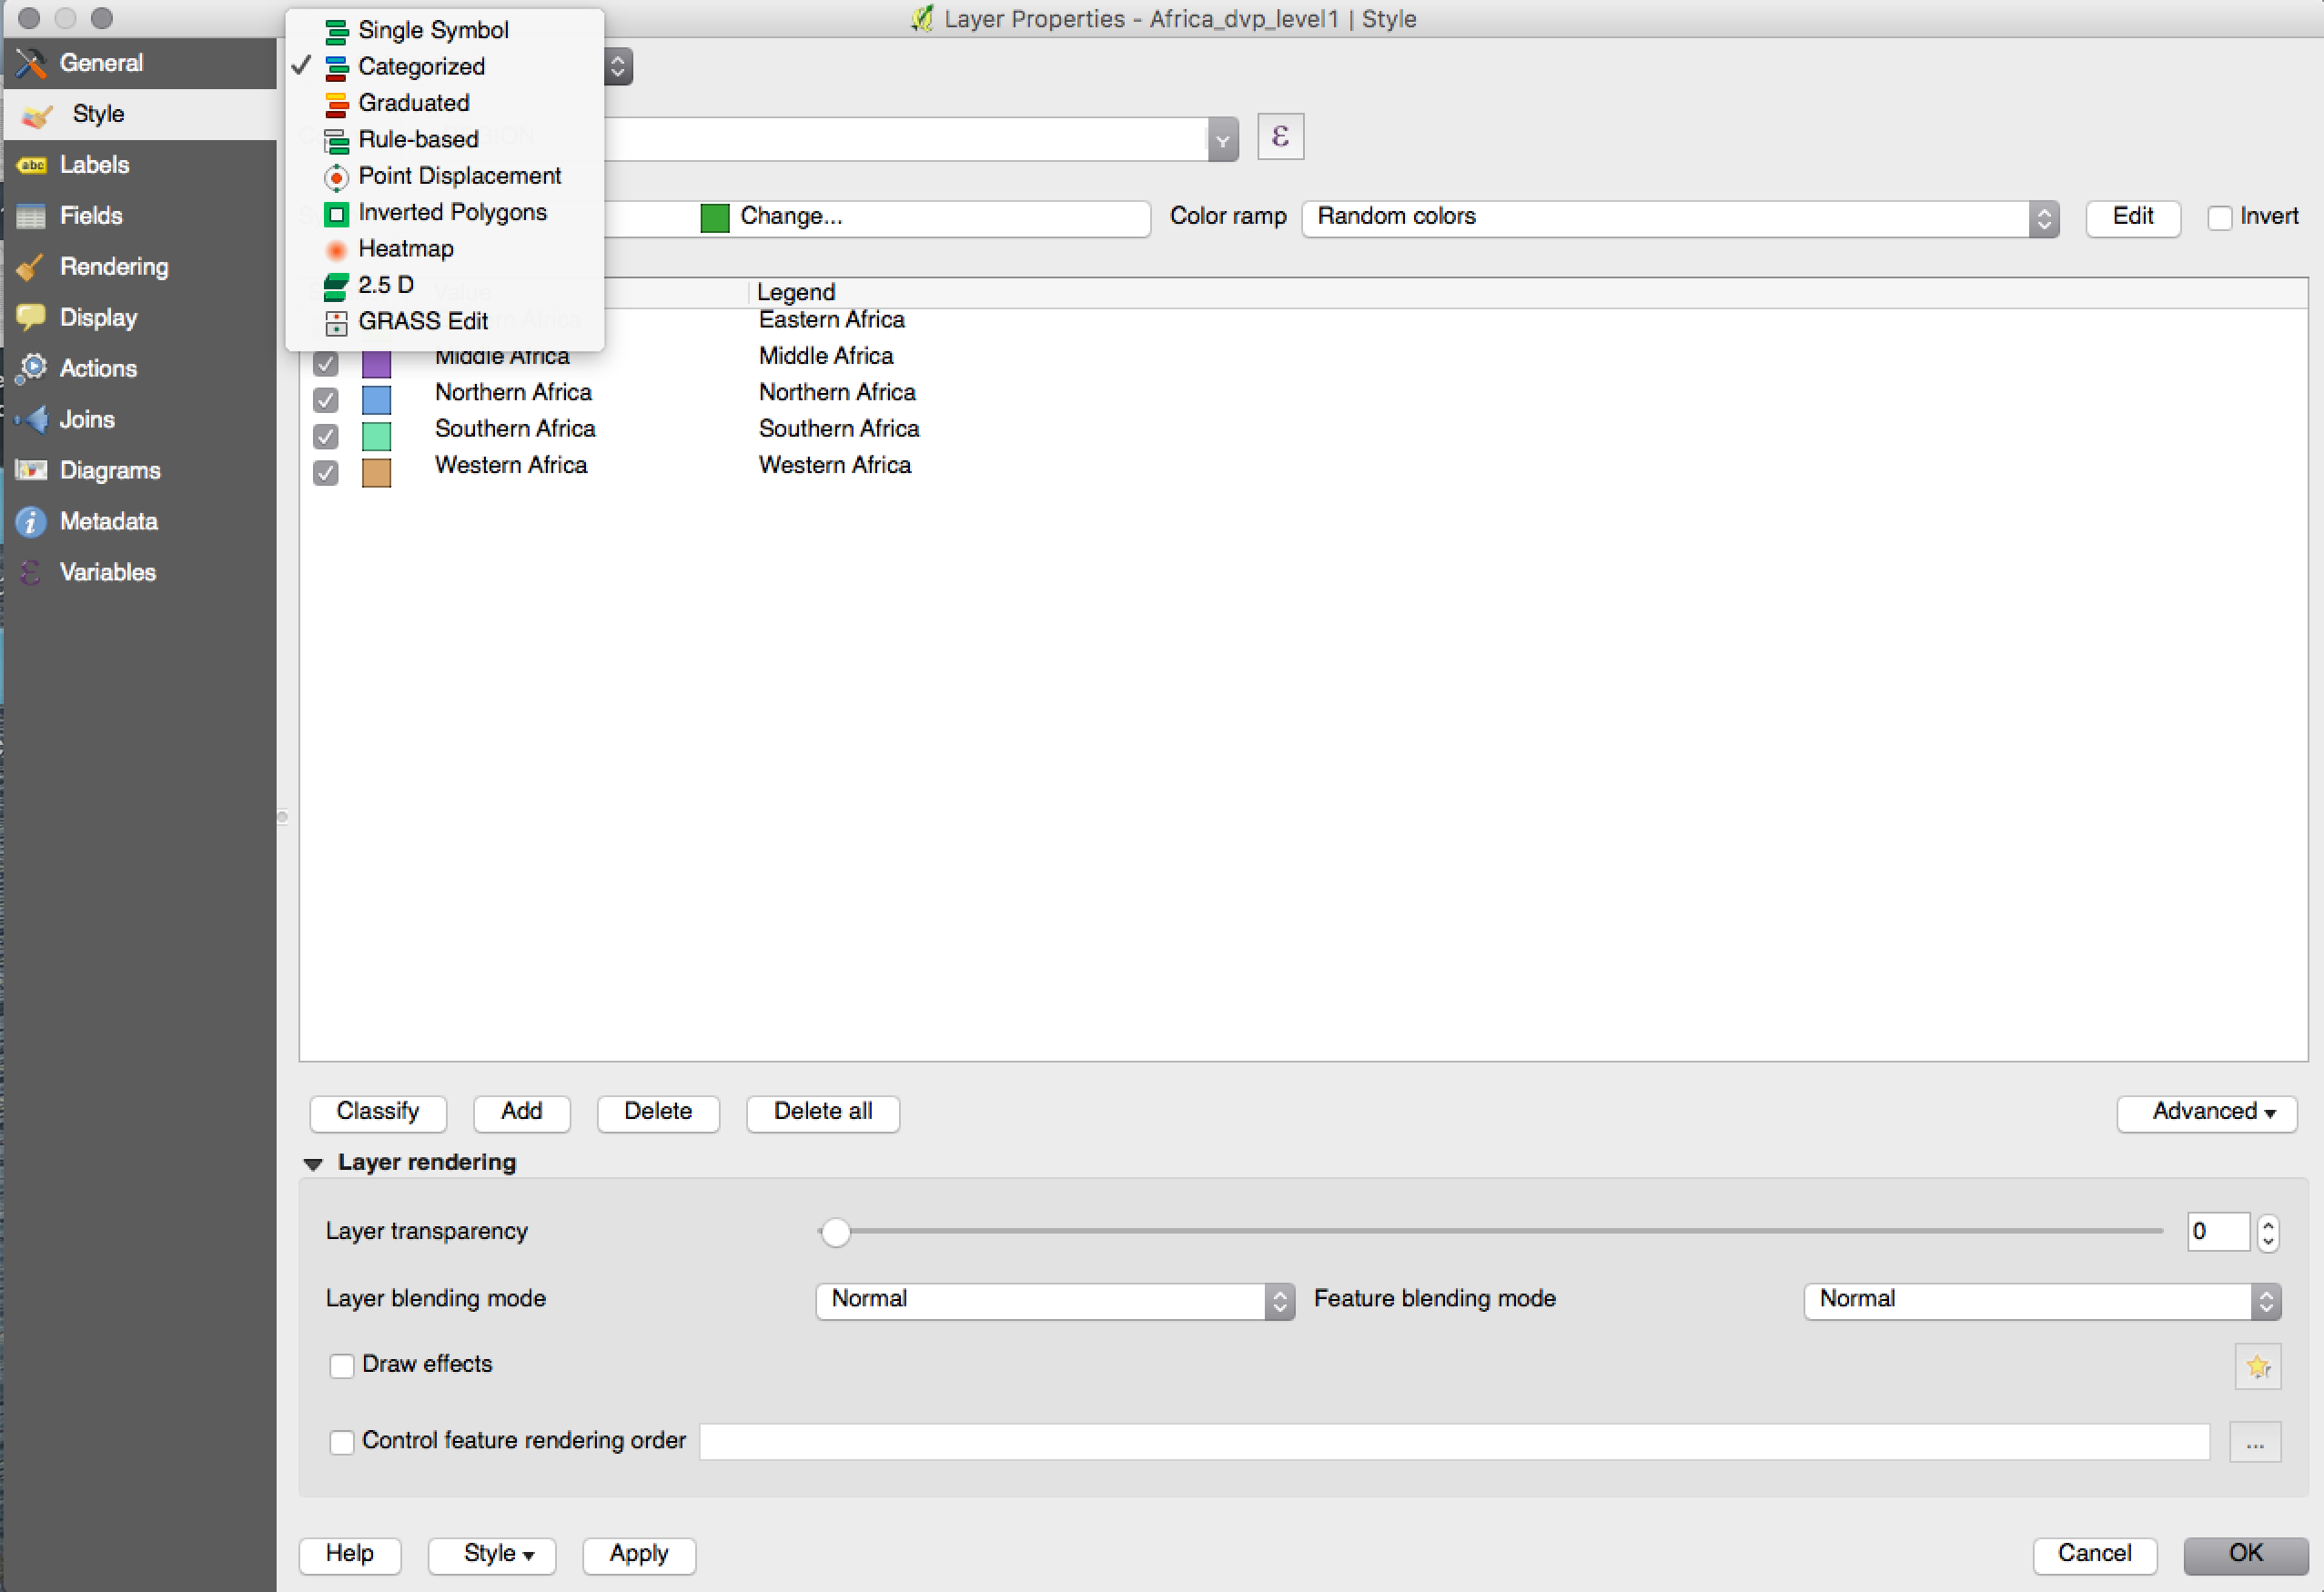 Layer Properties - Africa_dvp_level1 | Style
General
Style
Labels
Fields
Rendering
Display
Actions
Joins
Diagrams
Metadata
Variables
Single Symbol
Categorized
Graduated
Rule-based
Point Displacement
Inverted Polygons
Heatmap
2.5 D
GRASS Edit
ε
Change... Color ramp Random colors Edit Invert
Value Legend
Eastern Africa
Middle Africa Middle Africa
Northern Africa Northern Africa
Southern Africa Southern Africa
Western Africa Western Africa
Classify Add Delete Delete all Advanced
Layer rendering
Layer transparency 0
Layer blending mode Normal Feature blending mode Normal
Draw effects
Control feature rendering order ...
Help Style Apply Cancel OK